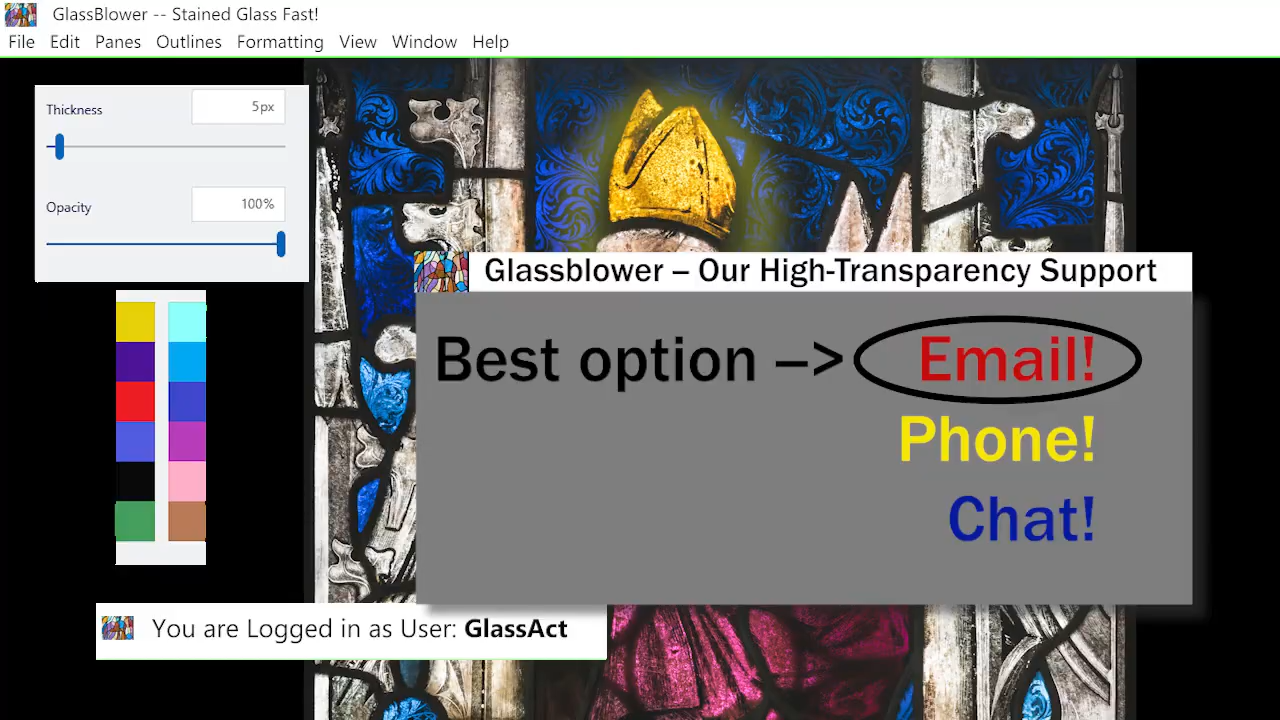 GlassBlower -- Stained Glass Fast!
File Edit Panes Outlines Formatting View Window Help
Thickness 5px
Opacity 100%
Glassblower – Our High-Transparency Support
Best option –> Email!
Phone!
Chat!
You are Logged in as User: GlassAct